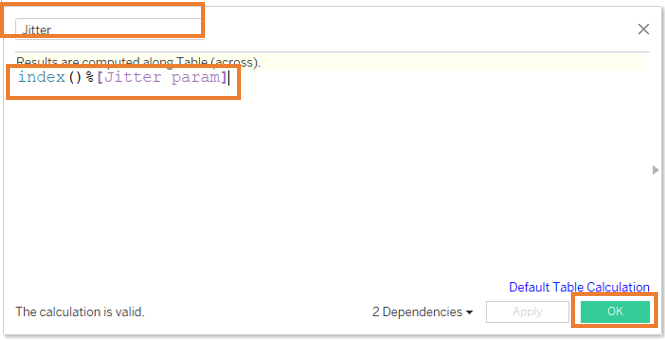 Jitter
Results are computed along Table (across).
index()%[Jitter param]
Default Table Calculation
The calculation is valid.
2 Dependencies
Apply
OK